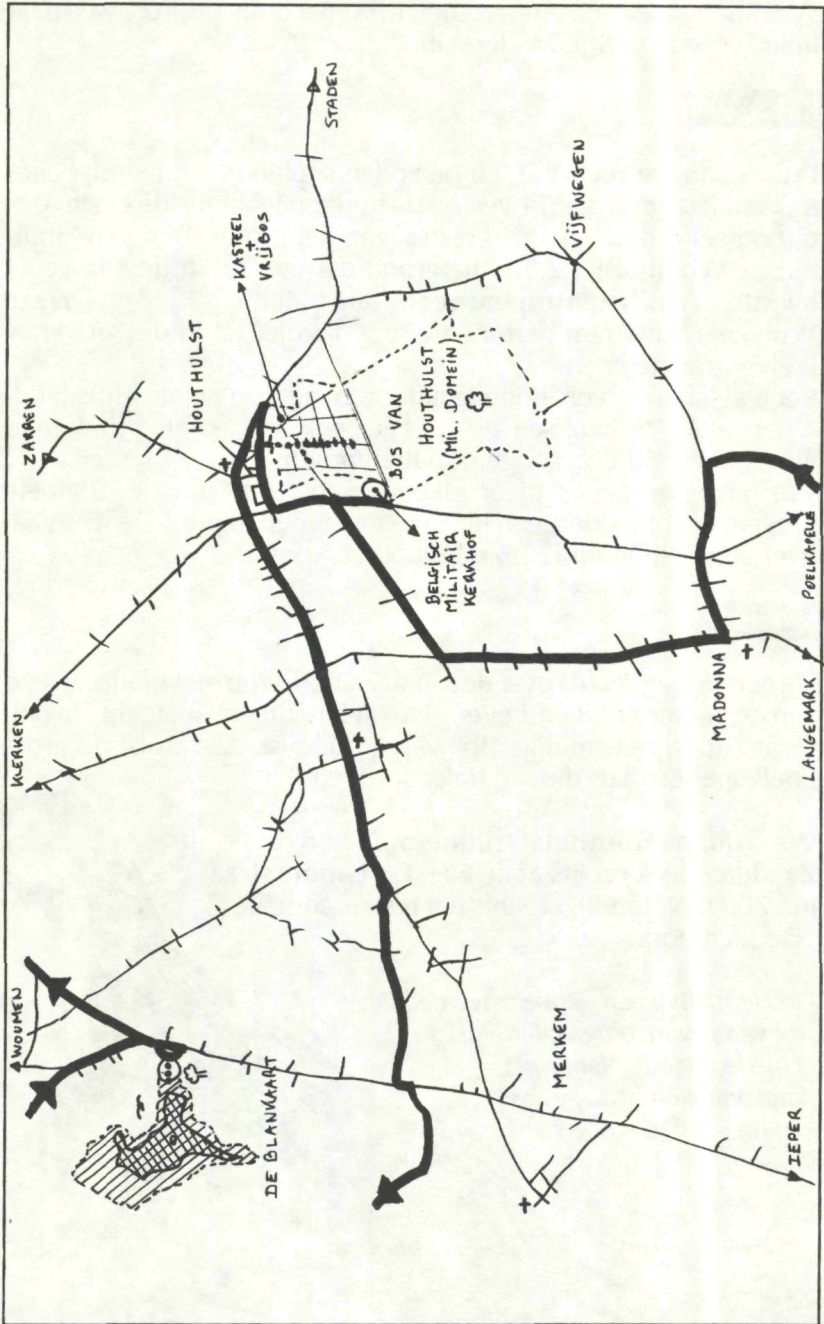 STADEN
KASTEEL
+
VRIJBOS
VIJFWEGEN
ZARREN
HOUTHULST
BOS VAN
HOUTHULST
(MIL. DOMEIN)
BELGISCH
MILITAIR
KERKHOF
POELKAPELLE
KLERKEN
MADONNA
LANGEMARK
WOUMEN
DE BLANKAART
MERKEM
IEPER